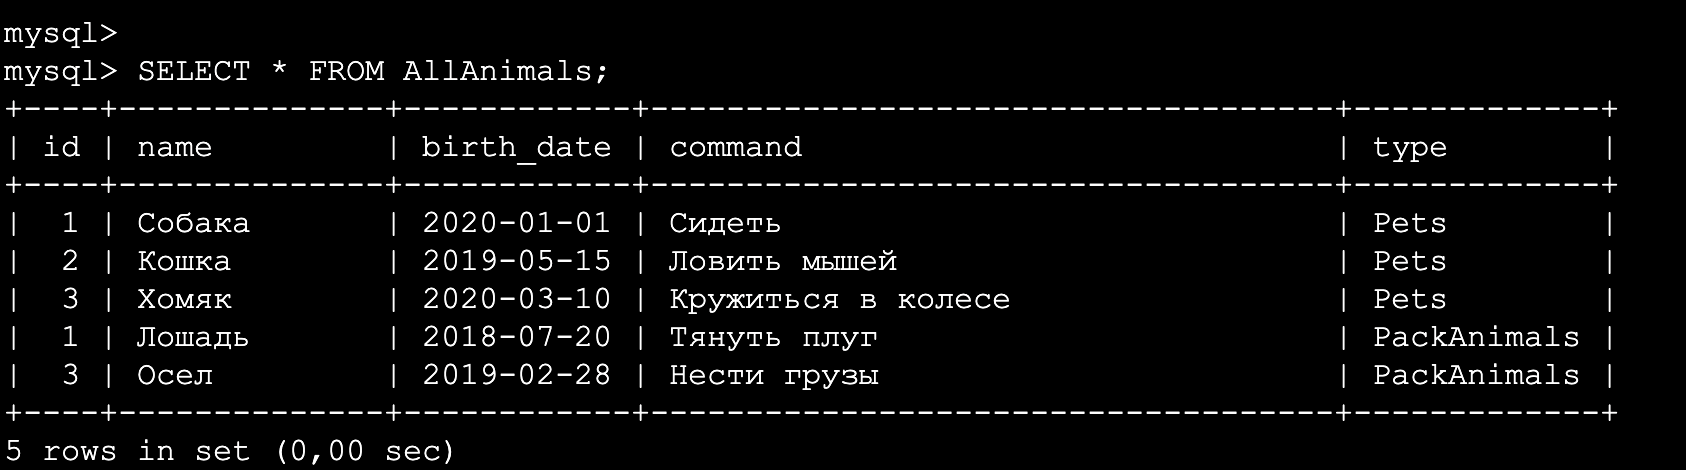 mysql>
mysql> SELECT * FROM AllAnimals;
+----+--------------+------------+------------------------------------+-------------+
| id | name         | birth_date | command                            | type        |
+----+--------------+------------+------------------------------------+-------------+
|  1 | Собака       | 2020-01-01 | Сидеть                             | Pets        |
|  2 | Кошка        | 2019-05-15 | Ловить мышей                       | Pets        |
|  3 | Хомяк        | 2020-03-10 | Кружиться в колесе                 | Pets        |
|  1 | Лошадь       | 2018-07-20 | Тянуть плуг                        | PackAnimals |
|  3 | Осел         | 2019-02-28 | Нести грузы                        | PackAnimals |
+----+--------------+------------+------------------------------------+-------------+
5 rows in set (0,00 sec)